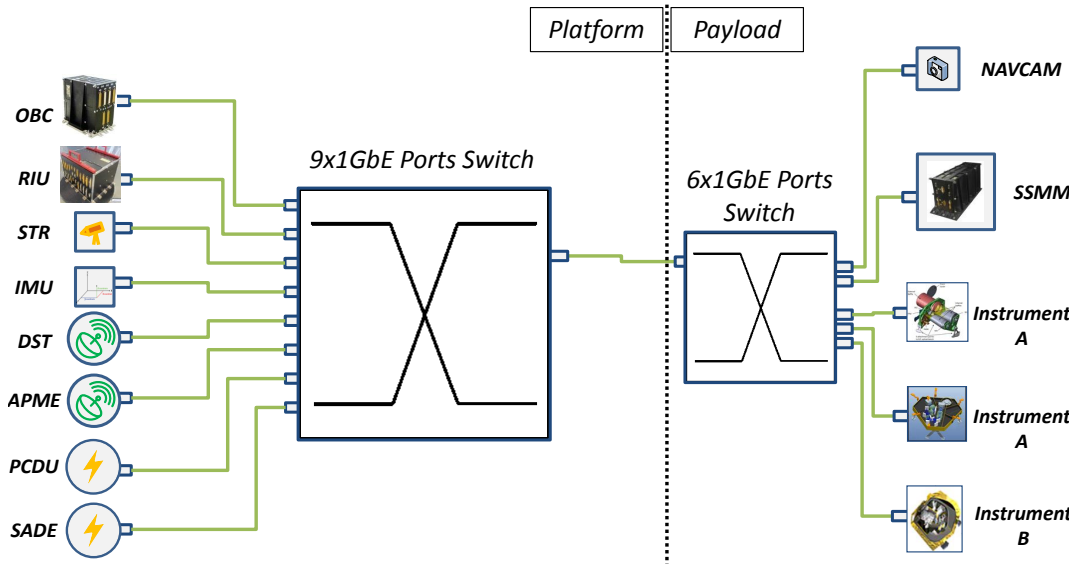 Platform
Payload
OBC
RIU
STR
IMU
DST
APME
PCDU
SADE
9x1GbE Ports Switch
6x1GbE Ports
Switch
NAVCAM
SSMM
Instrument
A
Instrument
A
Instrument
B